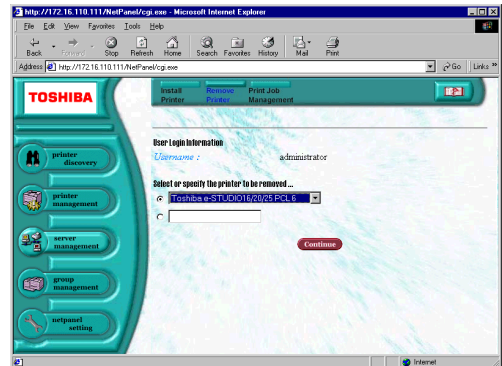 http://172.16.110.111/NetPanel/cgi.exe - Microsoft Internet Explorer
File Edit View Favorites Tools Help
Back Forward Stop Refresh Home Search Favorites History Mail Print
Address http://172.16.110.111/NetPanel/cgi.exe Go Links »
TOSHIBA
Install Printer
Remove Printer
Print Job Management
User Login Information
Username : administrator
Select or specify the printer to be removed ...
Toshiba e-STUDIO16/20/25 PCL 6
Continue
printer discovery
printer management
server management
group management
netpanel setting
Internet